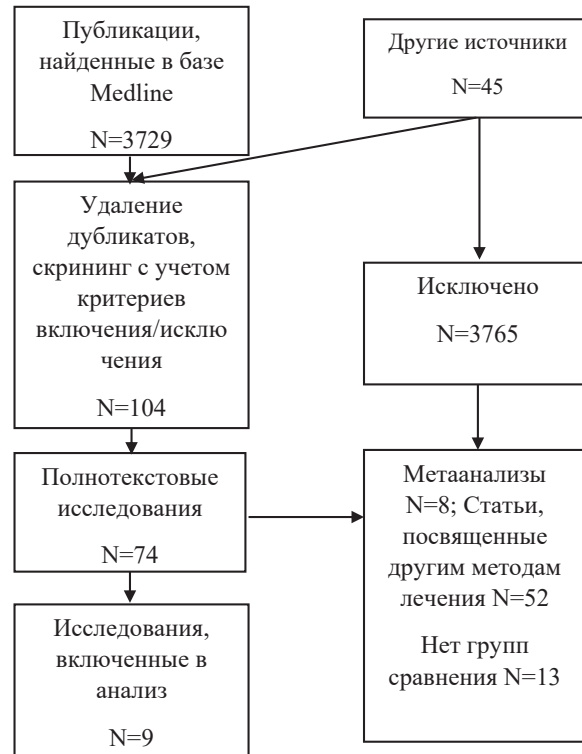 Публикации,
найденные в базе
Medline
N=3729
Другие источники
N=45
Удаление
дубликатов,
скрининг с учетом
критериев
включения/исклю
чения
N=104
Исключено
N=3765
Полнотекстовые
исследования
N=74
Метаанализы
N=8; Статьи,
посвященные
другим методам
лечения N=52
Нет групп
сравнения N=13
Исследования,
включенные в
анализ
N=9